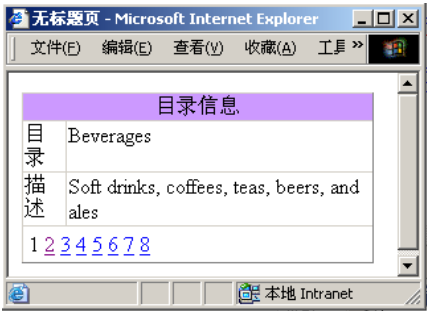 无标题页 - Microsoft Internet Explorer
文件(F) 编辑(E) 查看(V) 收藏(A) 工具 »
目录信息
目录 Beverages
描述 Soft drinks, coffees, teas, beers, and
ales
1 2 3 4 5 6 7 8
本地 Intranet